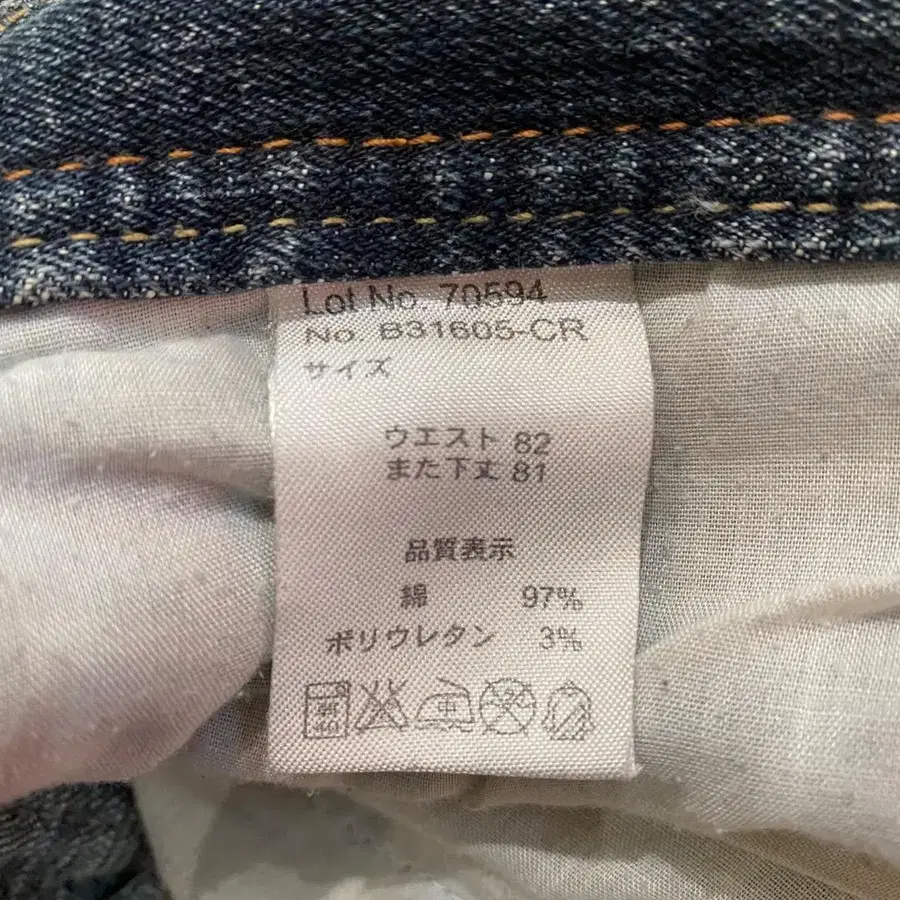 Lot No. 70594
No. B31605-CR
サイズ
ウエスト 82
また下丈 81
品質表示
綿 97%
ポリウレタン 3%